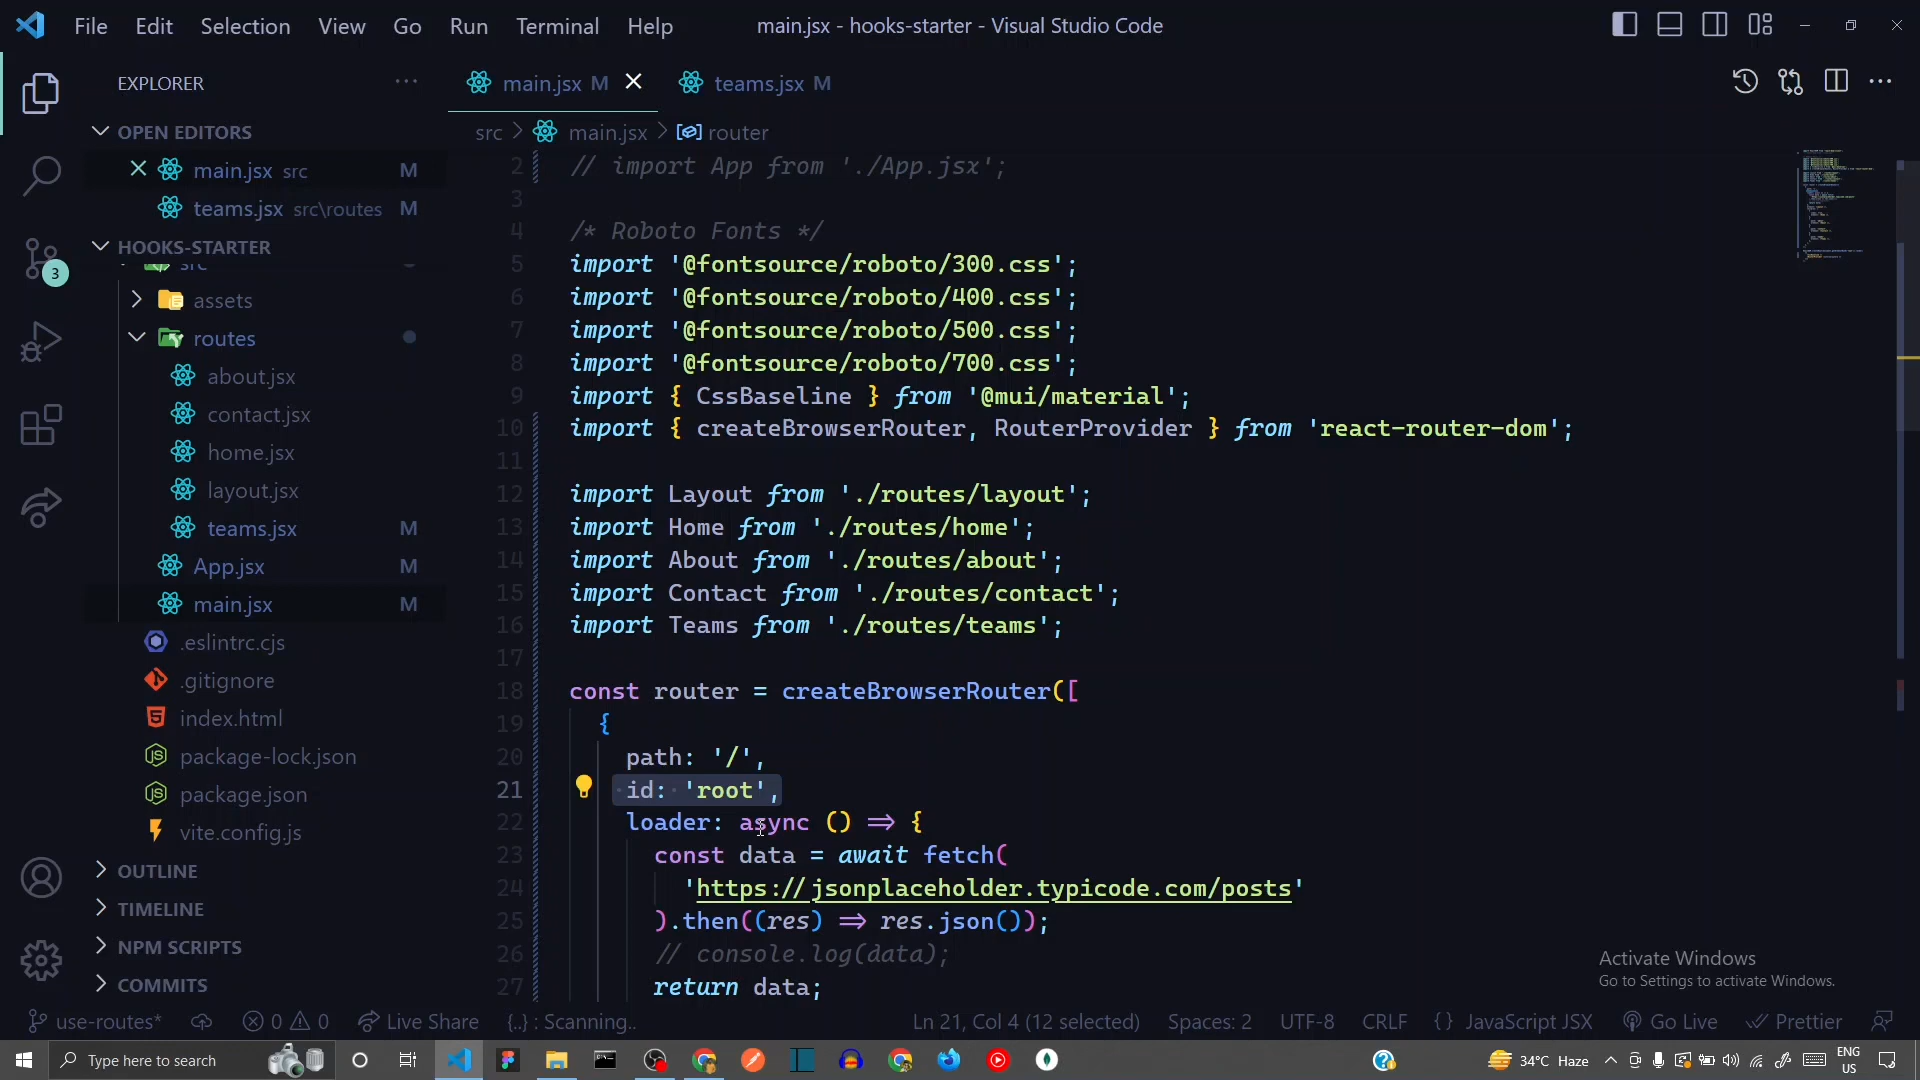 File Edit Selection View Go Run Terminal Help
main.jsx - hooks-starter - Visual Studio Code
EXPLORER
OPEN EDITORS
main.jsx src M
teams.jsx src\routes M
HOOKS-STARTER
src
assets
routes
about.jsx
contact.jsx
home.jsx
layout.jsx
teams.jsx M
App.jsx M
main.jsx M
.eslintrc.cjs
.gitignore
index.html
package-lock.json
package.json
vite.config.js
OUTLINE
TIMELINE
NPM SCRIPTS
COMMITS
3
main.jsx M
teams.jsx M
src > main.jsx > router
2 // import App from './App.jsx';
3
4 /* Roboto Fonts */
5 import '@fontsource/roboto/300.css';
6 import '@fontsource/roboto/400.css';
7 import '@fontsource/roboto/500.css';
8 import '@fontsource/roboto/700.css';
9 import { CssBaseline } from '@mui/material';
10 import { createBrowserRouter, RouterProvider } from 'react-router-dom';
11
12 import Layout from './routes/layout';
13 import Home from './routes/home';
14 import About from './routes/about';
15 import Contact from './routes/contact';
16 import Teams from './routes/teams';
17
18 const router = createBrowserRouter([
19 {
20 path: '/',
21 id: 'root',
22 loader: async () => {
23 const data = await fetch(
24 'https://jsonplaceholder.typicode.com/posts'
25 ).then((res) => res.json());
26 // console.log(data);
27 return data;
Activate Windows
Go to Settings to activate Windows.
use-routes* 0 0 Live Share {..} : Scanning.. Ln 21, Col 4 (12 selected) Spaces: 2 UTF-8 CRLF {} JavaScript JSX Go Live Prettier
Type here to search
34°C Haze
ENG
US